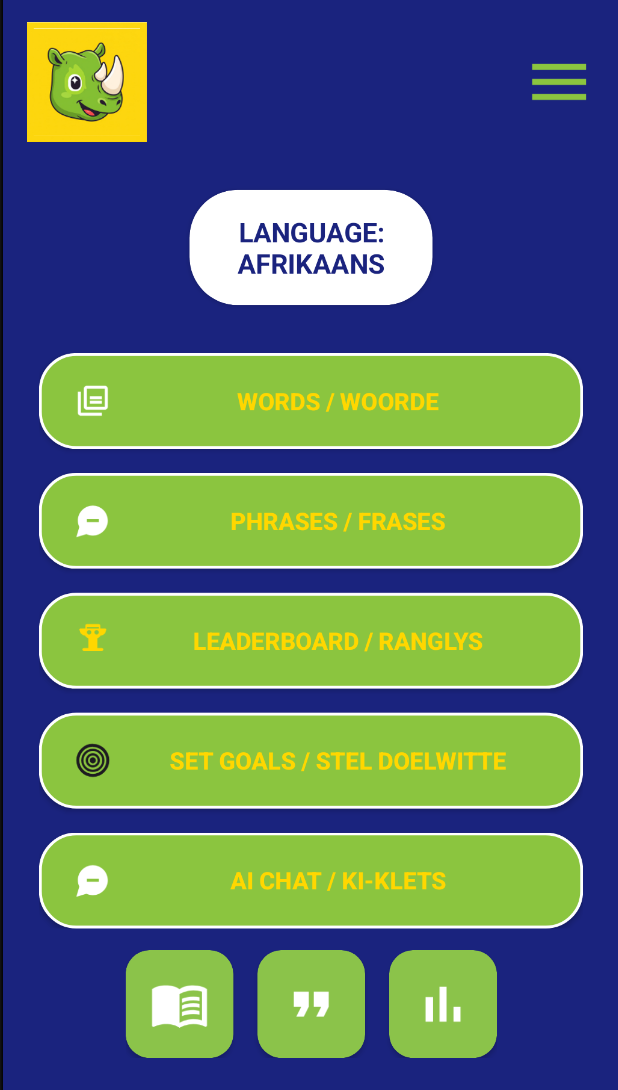 LANGUAGE:
AFRIKAANS
WORDS / WOORDE
PHRASES / FRASES
LEADERBOARD / RANGLYS
SET GOALS / STEL DOELWITTE
AI CHAT / KI-KLETS